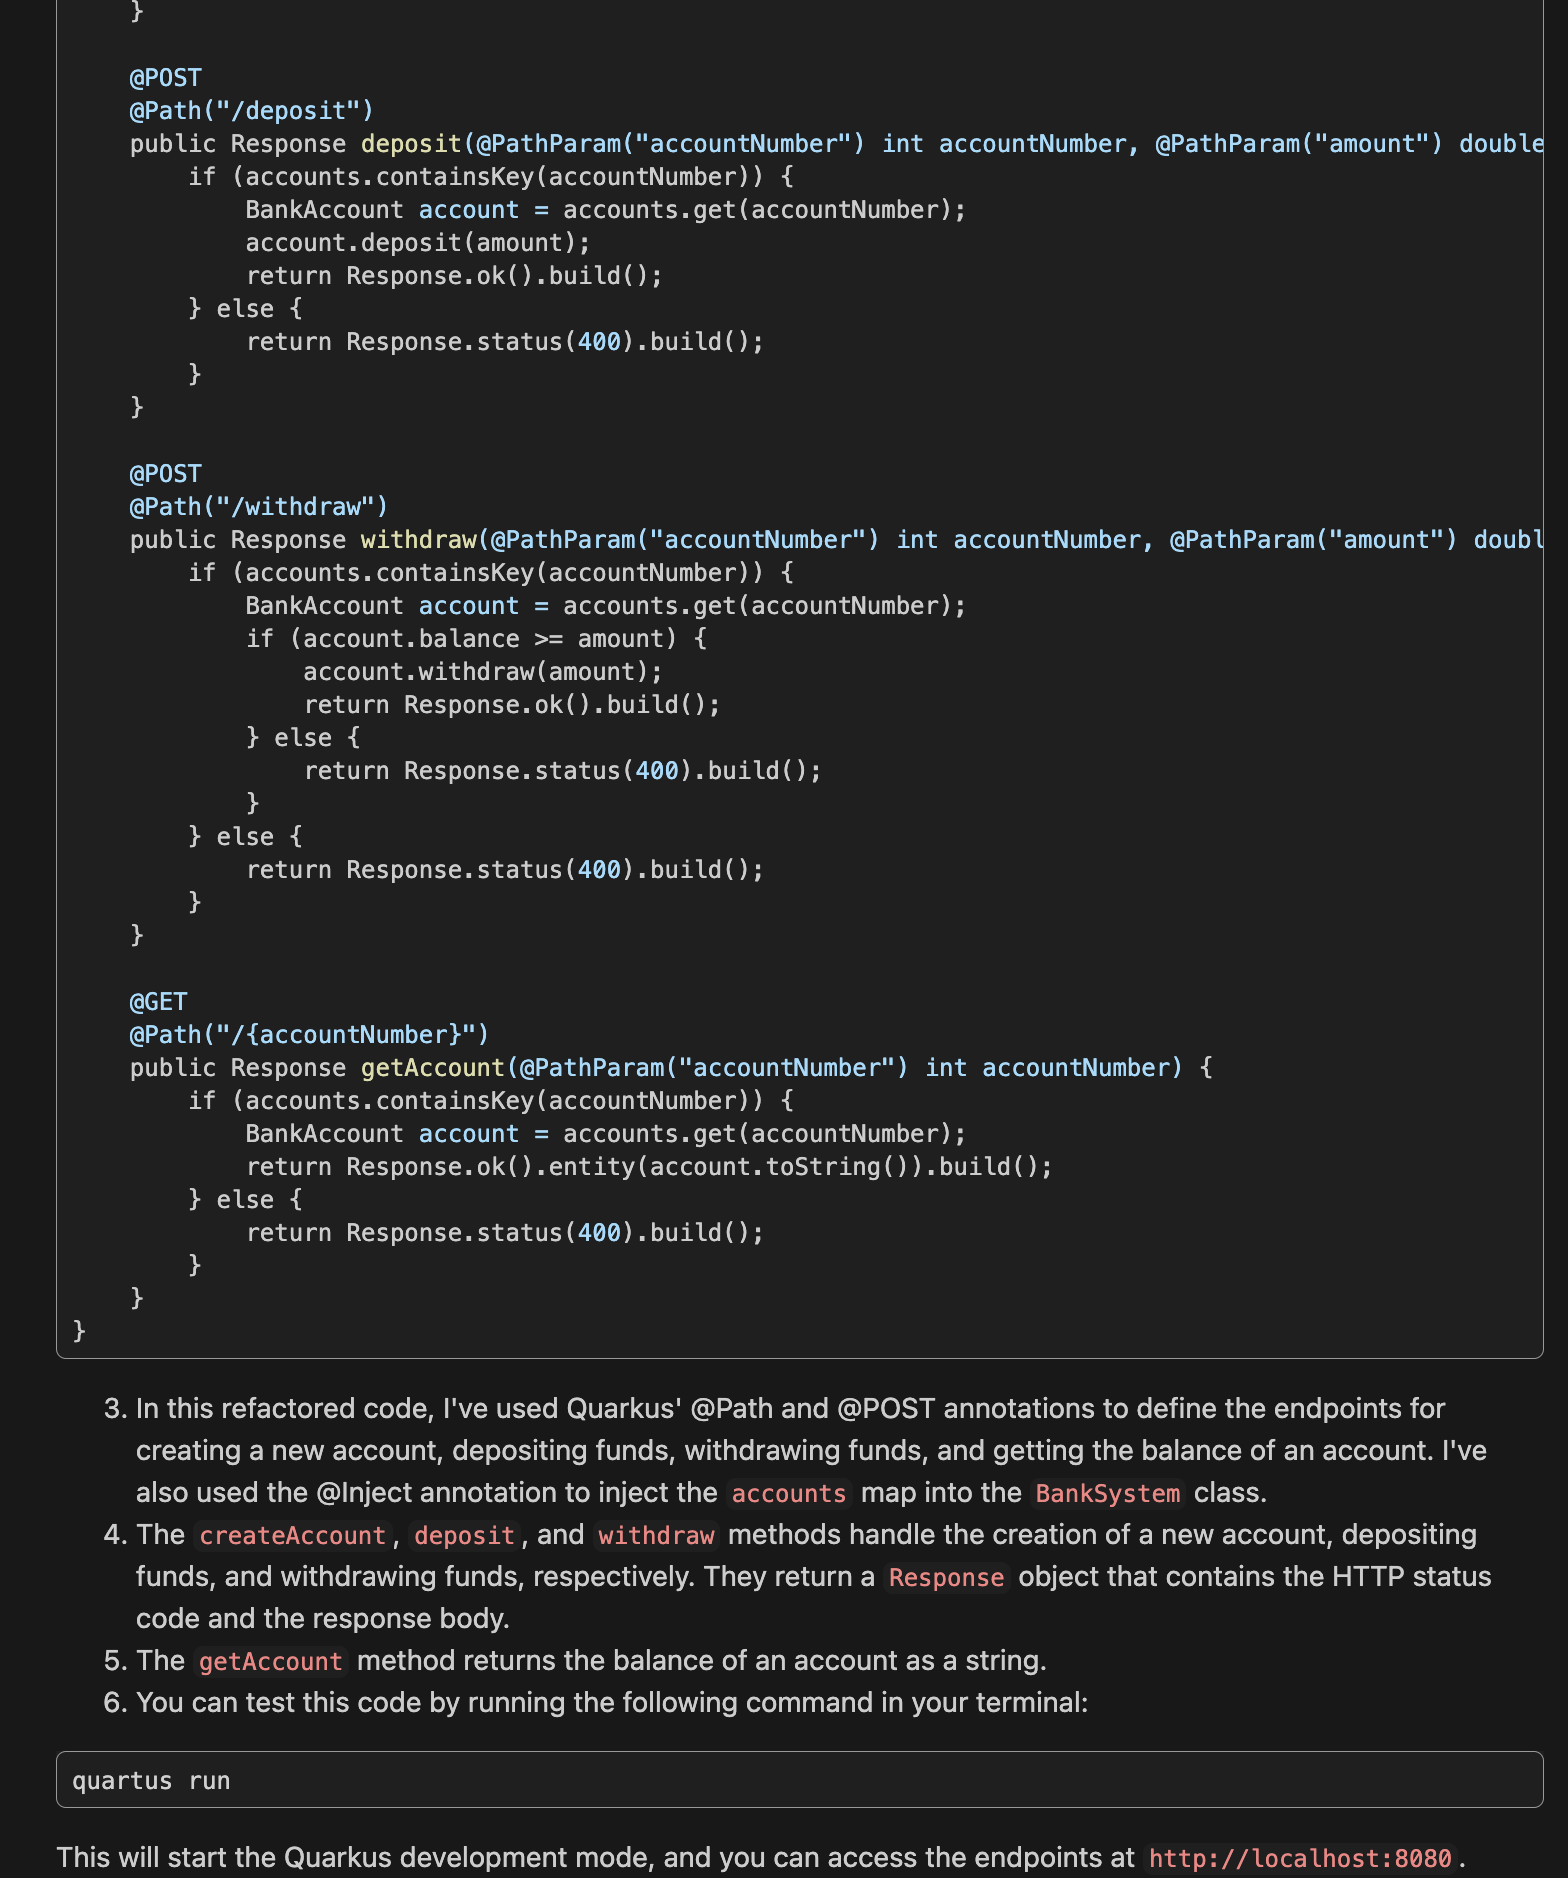 }

    @POST
    @Path("/deposit")
    public Response deposit(@PathParam("accountNumber") int accountNumber, @PathParam("amount") double
        if (accounts.containsKey(accountNumber)) {
            BankAccount account = accounts.get(accountNumber);
            account.deposit(amount);
            return Response.ok().build();
        } else {
            return Response.status(400).build();
        }
    }

    @POST
    @Path("/withdraw")
    public Response withdraw(@PathParam("accountNumber") int accountNumber, @PathParam("amount") doubl
        if (accounts.containsKey(accountNumber)) {
            BankAccount account = accounts.get(accountNumber);
            if (account.balance >= amount) {
                account.withdraw(amount);
                return Response.ok().build();
            } else {
                return Response.status(400).build();
            }
        } else {
            return Response.status(400).build();
        }
    }

    @GET
    @Path("/{accountNumber}")
    public Response getAccount(@PathParam("accountNumber") int accountNumber) {
        if (accounts.containsKey(accountNumber)) {
            BankAccount account = accounts.get(accountNumber);
            return Response.ok().entity(account.toString()).build();
        } else {
            return Response.status(400).build();
        }
    }
}
3. In this refactored code, I've used Quarkus' @Path and @POST annotations to define the endpoints for
creating a new account, depositing funds, withdrawing funds, and getting the balance of an account. I've
also used the @Inject annotation to inject the accounts map into the BankSystem class.
4. The createAccount, deposit, and withdraw methods handle the creation of a new account, depositing
funds, and withdrawing funds, respectively. They return a Response object that contains the HTTP status
code and the response body.
5. The getAccount method returns the balance of an account as a string.
6. You can test this code by running the following command in your terminal:
quartus run
This will start the Quarkus development mode, and you can access the endpoints at http://localhost:8080.